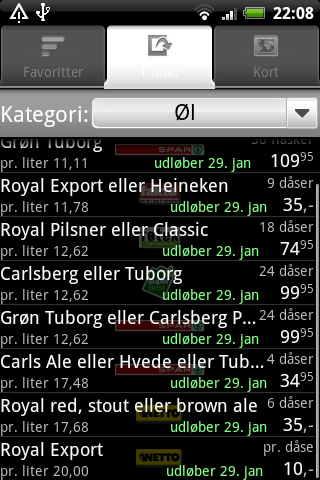 22:08
Favoritter
Tilbud
Kort
Kategori: Øl
Grøn Tuborg
pr. liter 11,11 udløber 29. jan 109 95
Royal Export eller Heineken 9 dåser
pr. liter 11,78 udløber 29. jan 35,-
Royal Pilsner eller Classic 18 dåser
pr. liter 12,62 udløber 29. jan 74 95
Carlsberg eller Tuborg 24 dåser
pr. liter 12,62 udløber 29. jan 99 95
Grøn Tuborg eller Carlsberg P... 24 dåser
pr. liter 12,62 udløber 29. jan 99 95
Carls Ale eller Hvede eller Tub... 4 dåser
pr. liter 17,48 udløber 29. jan 34 95
Royal red, stout eller brown ale 6 dåser
pr. liter 17,68 udløber 29. jan 35,-
Royal Export pr. dåse
pr. liter 20,00 udløber 29. jan 10,-
SPAR
SPAR
SPAR
NETTO
NETTO